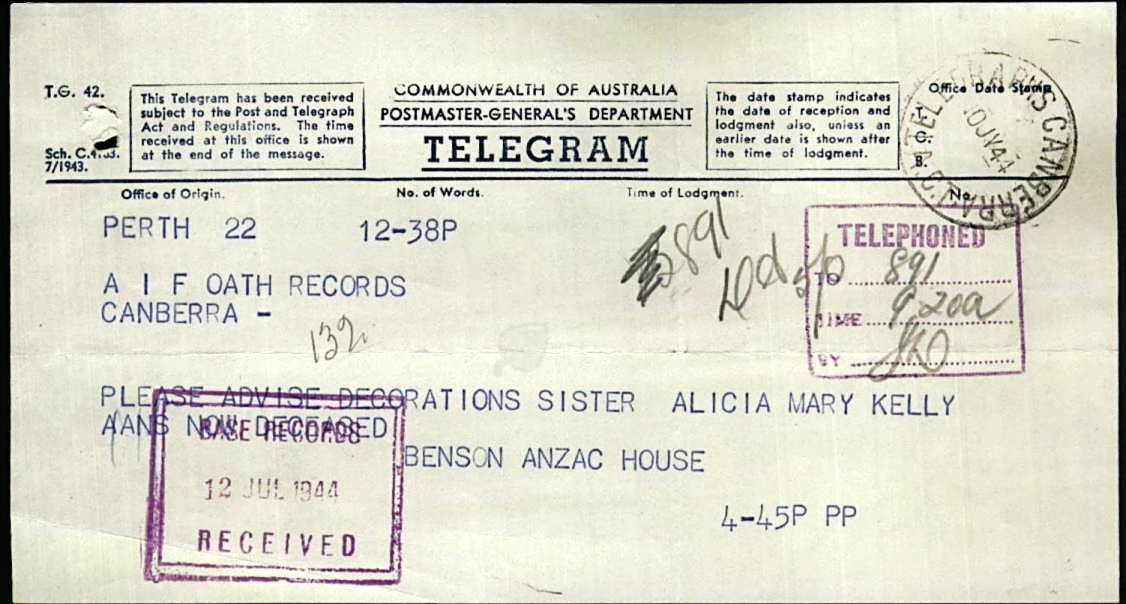 T.G. 42.
Sch. C.4703.
7/1943.
This Telegram has been received
subject to the Post and Telegraph
Act and Regulations. The time
received at this office is shown
at the end of the message.
COMMONWEALTH OF AUSTRALIA
POSTMASTER-GENERAL'S DEPARTMENT
TELEGRAM
The date stamp indicates
the date of reception and
lodgment also, unless an
earlier date is shown after
the time of lodgment.
Office Date Stamp
TELEGRAPHS CANBERRA A.C.T.
10JY44
Office of Origin.
No. of Words.
Time of Lodgment.
No.
PERTH 22 12-38P
891
TELEPHONED
TO 891
TIME 9.20a
BY
A I F OATH RECORDS
CANBERRA -
132
PLEASE ADVISE DECORATIONS SISTER ALICIA MARY KELLY
AANS NOW DECEASED
BENSON ANZAC HOUSE
4-45P PP
BASE RECORDS
12 JUL 1944
RECEIVED